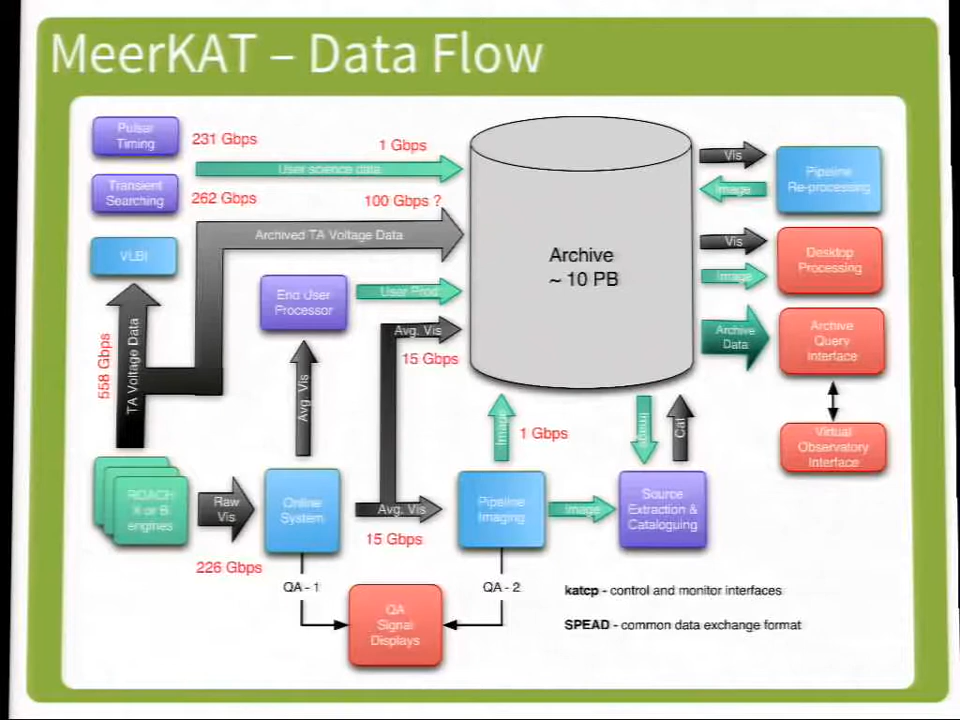 MeerKAT – Data Flow
Pulsar
Timing
231 Gbps
1 Gbps
User science data
Transient
Searching
262 Gbps
100 Gbps ?
Archived TA Voltage Data
VLBI
End User
Processor
User Prod
Archive
~ 10 PB
Vis
Image
Pipeline
Re-processing
Vis
Image
Desktop
Processing
Archive
Data
Archive
Query
Interface
Virtual
Observatory
Interface
558 Gbps
TA Voltage Data
Avg. Vis
Avg. Vis
15 Gbps
Image
1 Gbps
Image
Cat
ROACH
X or B
engines
Raw
Vis
226 Gbps
Online
System
Avg. Vis
15 Gbps
Pipeline
Imaging
Image
Source
Extraction &
Cataloguing
QA - 1
QA - 2
QA
Signal
Displays
katcp - control and monitor interfaces
SPEAD - common data exchange format